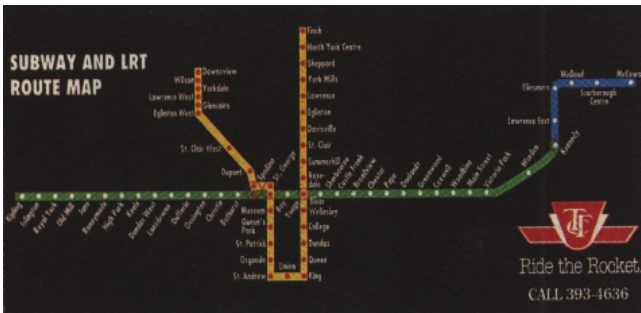 SUBWAY AND LRT
ROUTE MAP
Downsview
Wilson
Yorkdale
Lawrence West
Glencairn
Eglinton West
St. Clair West
Dupont
Spadina
St. George
Museum
Queen's
Park
St. Patrick
Osgoode
St. Andrew
Union
King
Queen
Dundas
College
Wellesley
Bloor
Yonge
Rose-
dale
Summerhill
St. Clair
Davisville
Eglinton
Lawrence
York Mills
Sheppard
North York Centre
Finch
Kipling
Islington
Royal York
Old Mill
Jane
Runnymede
High Park
Keele
Dundas West
Lansdowne
Dufferin
Ossington
Christie
Bathurst
Bay
Sherbourne
Castle Frank
Broadview
Chester
Pape
Donlands
Greenwood
Coxwell
Woodbine
Main Street
Victoria Park
Warden
Kennedy
Lawrence East
Ellesmere
Midland
Scarborough
Centre
McCowan
TTC
Ride the Rocket
CALL 393-4636